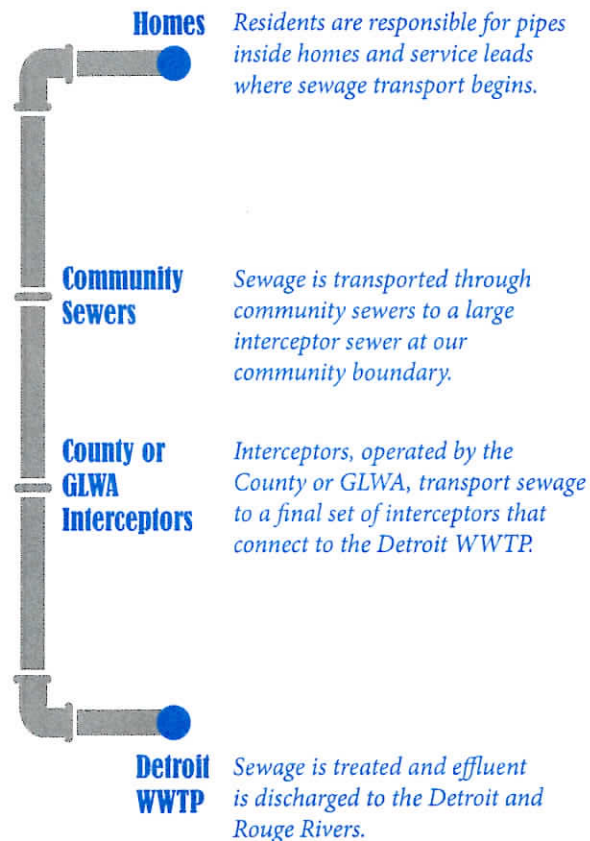 Homes
Residents are responsible for pipes
inside homes and service leads
where sewage transport begins.
Community
Sewers
Sewage is transported through
community sewers to a large
interceptor sewer at our
community boundary.
County or
GLWA
Interceptors
Interceptors, operated by the
County or GLWA, transport sewage
to a final set of interceptors that
connect to the Detroit WWTP.
Detroit
WWTP
Sewage is treated and effluent
is discharged to the Detroit and
Rouge Rivers.